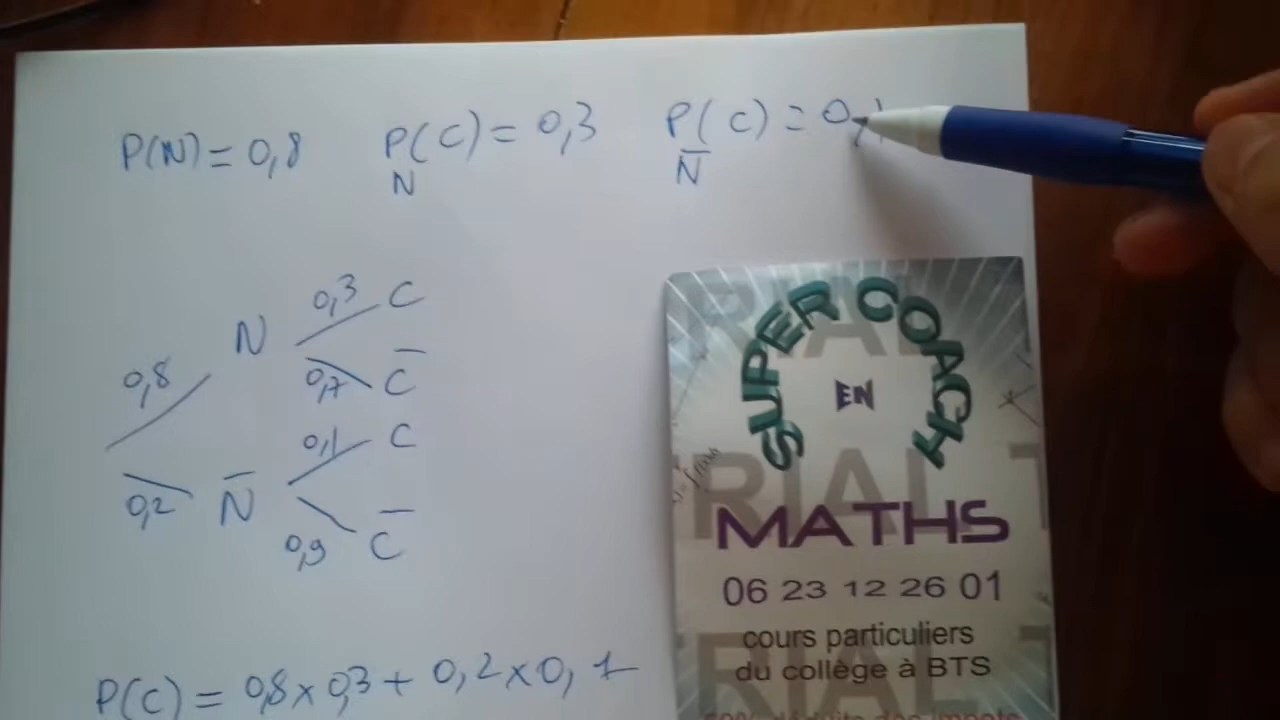 P(N) = 0,8 P_N(C) = 0,3 P_N̅(C) = 0,1
0,3 C
N
0,8
0,7 C̅
0,1 C
0,2 N̅
0,9 C̅
P(C) = 0,8 x 0,3 + 0,2 x 0,1
SUPER COACH
EN
MATHS
06 23 12 26 01
cours particuliers
du collège à BTS